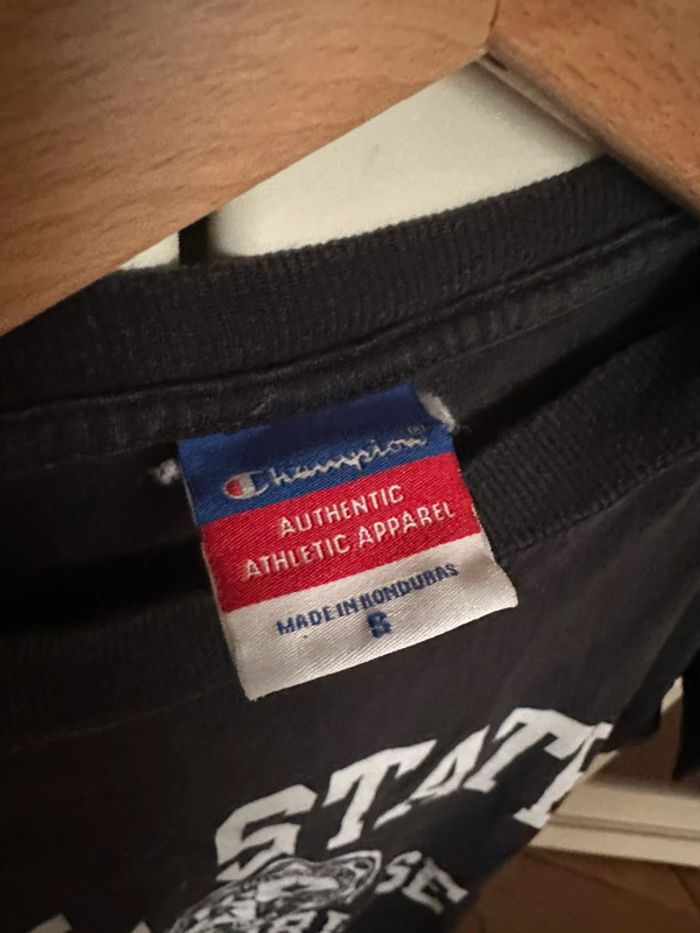 Champion®
AUTHENTIC
ATHLETIC APPAREL
MADE IN HONDURAS
S
STATE